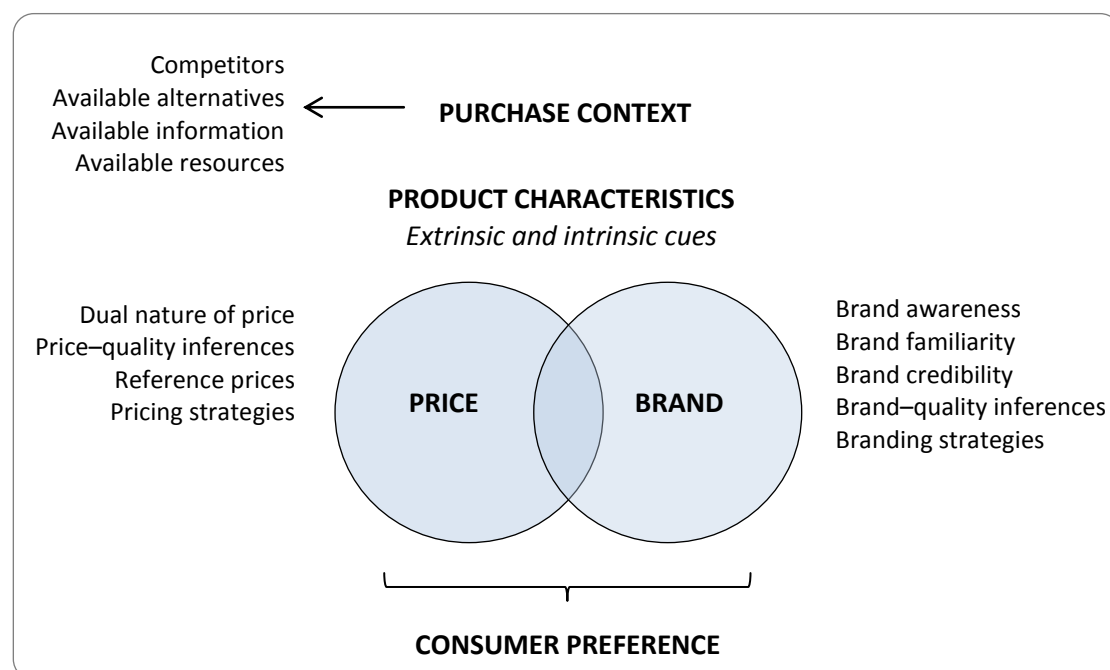 Competitors
Available alternatives
Available information
Available resources
PURCHASE CONTEXT
PRODUCT CHARACTERISTICS
Extrinsic and intrinsic cues
Dual nature of price
Price–quality inferences
Reference prices
Pricing strategies
PRICE
BRAND
Brand awareness
Brand familiarity
Brand credibility
Brand–quality inferences
Branding strategies
CONSUMER PREFERENCE